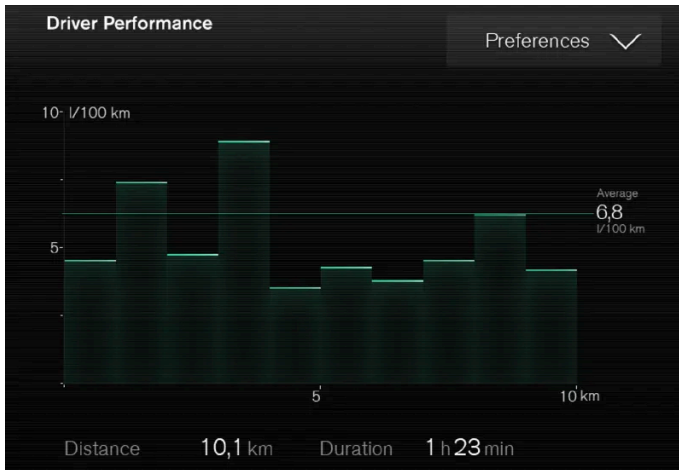 Driver Performance
Preferences
10 l/100 km
Average
6,8
l/100 km
5
5
10 km
Distance 10,1 km Duration 1 h 23 min